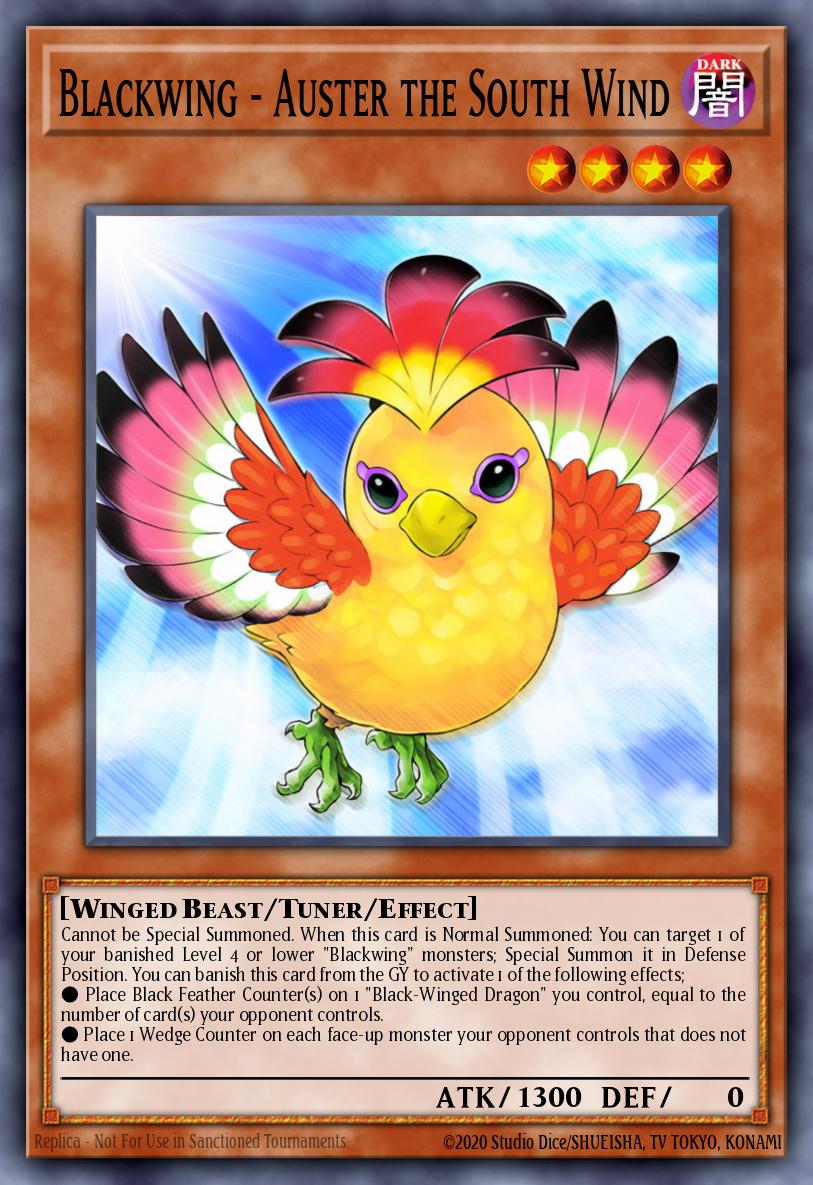 Blackwing - Auster the South Wind
DARK
闇
[Winged Beast/Tuner/Effect]
Cannot be Special Summoned. When this card is Normal Summoned: You can target 1 of
your banished Level 4 or lower "Blackwing" monsters; Special Summon it in Defense
Position. You can banish this card from the GY to activate 1 of the following effects;
● Place Black Feather Counter(s) on 1 "Black-Winged Dragon" you control, equal to the
number of card(s) your opponent controls.
● Place 1 Wedge Counter on each face-up monster your opponent controls that does not
have one.
ATK/ 1300 DEF/ 0
Replica - Not For Use in Sanctioned Tournaments.
©2020 Studio Dice/SHUEISHA, TV TOKYO, KONAMI